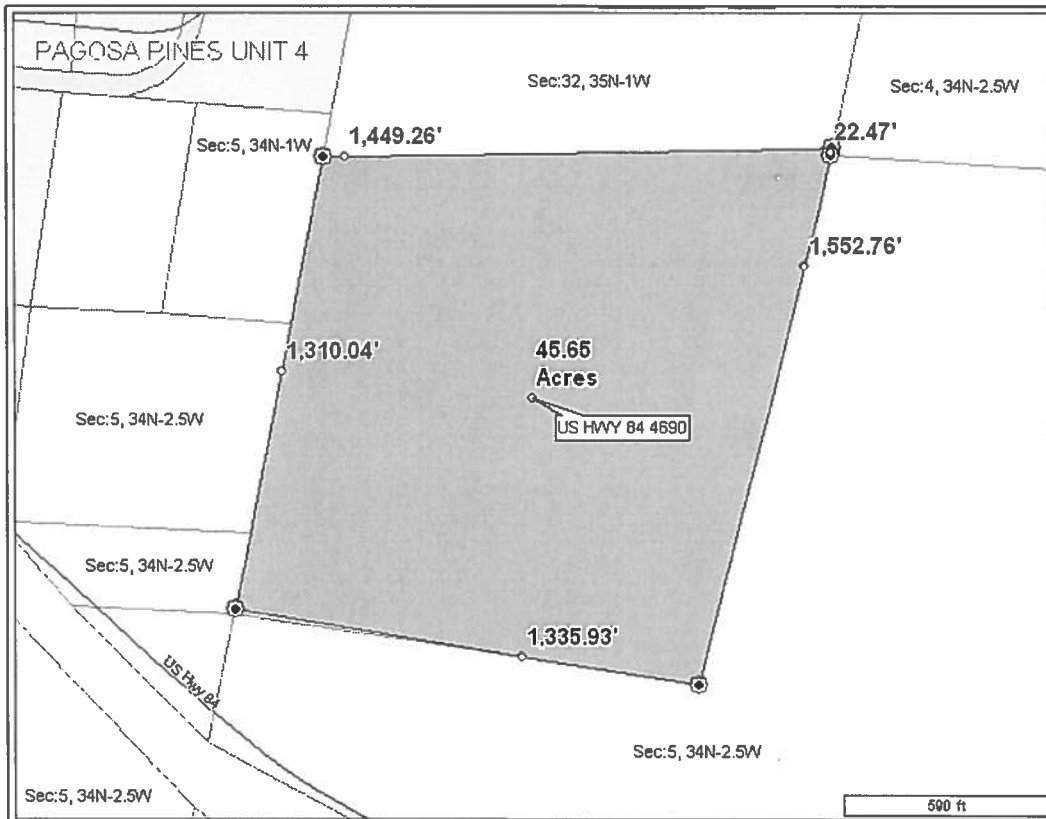 PAGOSA PINES UNIT 4
Sec:32, 35N-1W
Sec:4, 34N-2.5W
Sec:5, 34N-1W
1,449.26'
22.47'
1,552.76'
1,310.04'
45.65
Acres
US HWY 84 4690
Sec:5, 34N-2.5W
Sec:5, 34N-2.5W
1,335.93'
US Hwy 84
Sec:5, 34N-2.5W
Sec:5, 34N-2.5W
590 ft